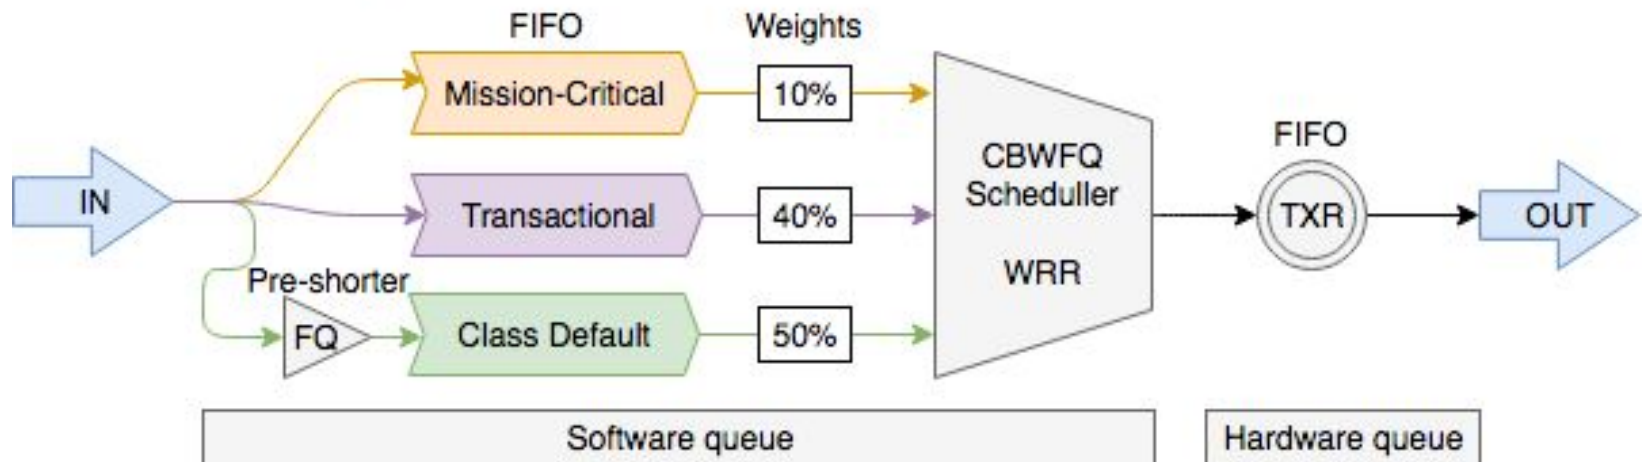 FIFO
Weights
Mission-Critical
10%
IN
Transactional
40%
Pre-shorter
FQ
Class Default
50%
CBWFQ
Scheduller
WRR
FIFO
TXR
OUT
Software queue
Hardware queue